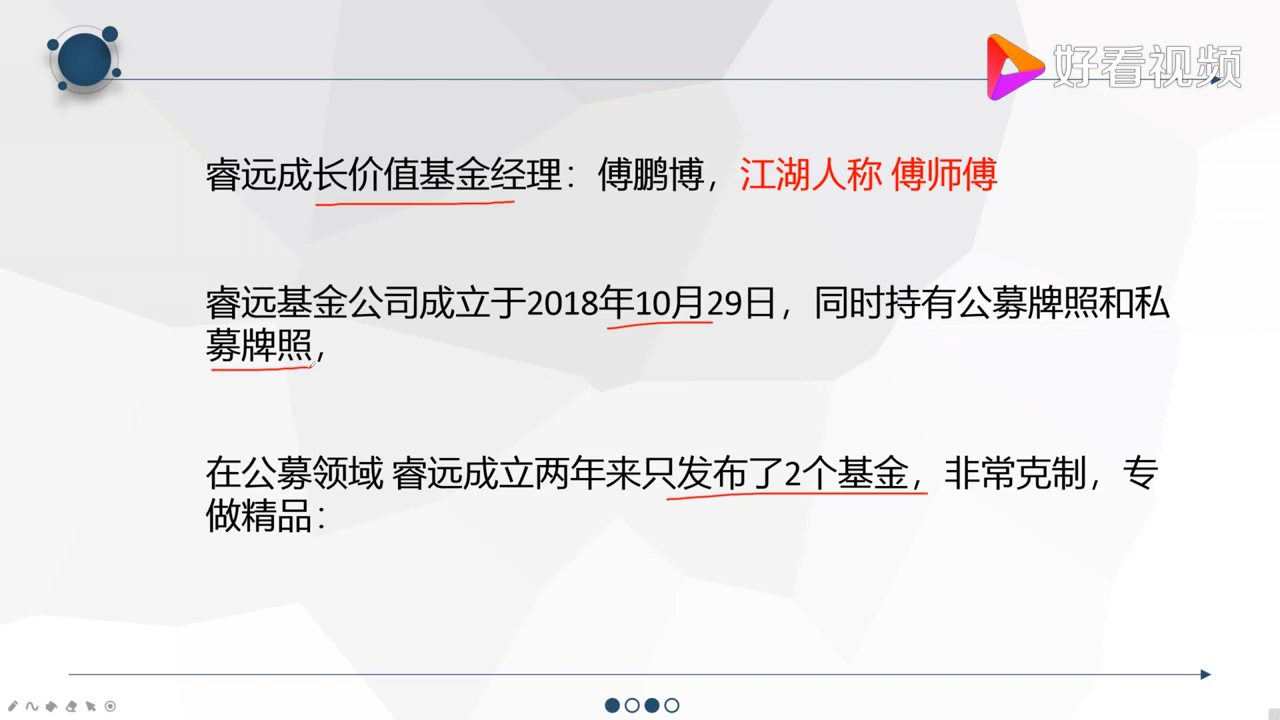 好看视频
睿远成长价值基金经理：傅鹏博，江湖人称 傅师傅
睿远基金公司成立于2018年10月29日，同时持有公募牌照和私
募牌照，
在公募领域 睿远成立两年来只发布了2个基金，非常克制，专
做精品：